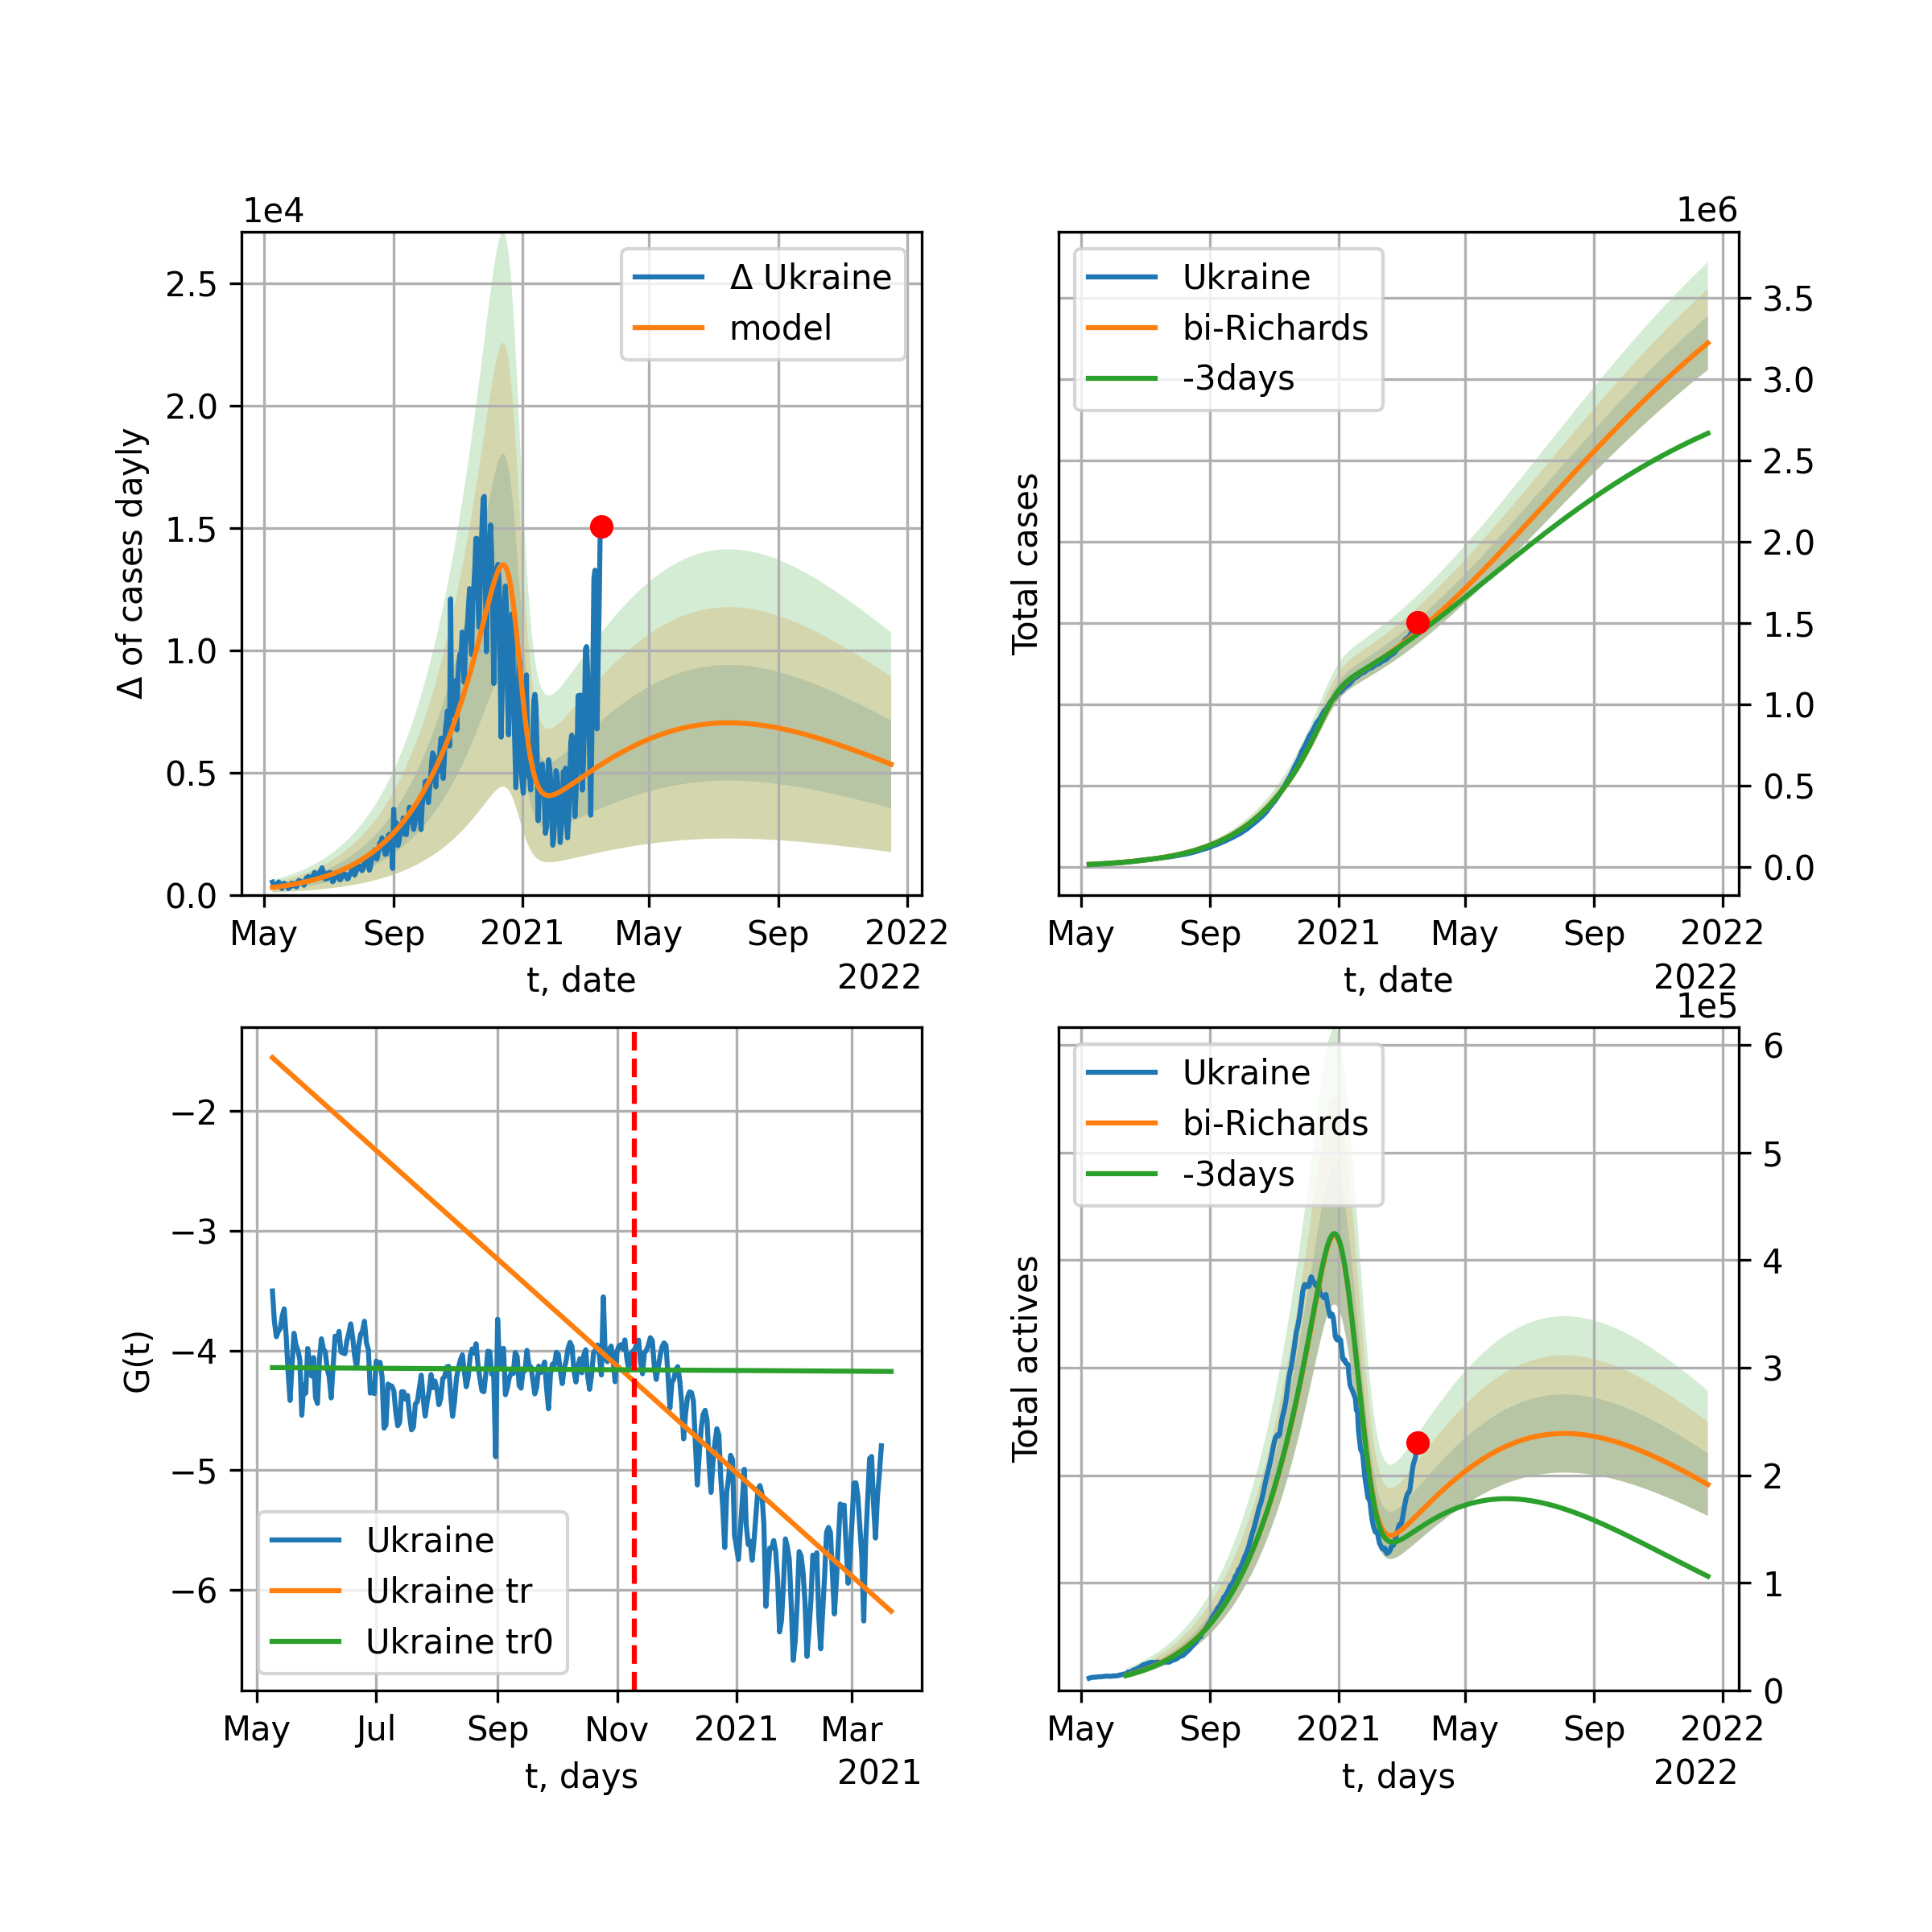 1e4
2.5
2.0
1.5
1.0
0.5
0.0
Δ of cases dayly
Δ Ukraine
model
May Sep 2021 May Sep 2022
t, date
2022
1e6
Ukraine
bi-Richards
-3days
Total cases
3.5
3.0
2.5
2.0
1.5
1.0
0.5
0.0
May Sep 2021 May Sep 2022
t, date
2022
−2
−3
−4
−5
−6
G(t)
Ukraine
Ukraine tr
Ukraine tr0
May Jul Sep Nov 2021 Mar
t, days
2021
1e5
Ukraine
bi-Richards
-3days
Total actives
6
5
4
3
2
1
0
May Sep 2021 May Sep 2022
t, days
2022